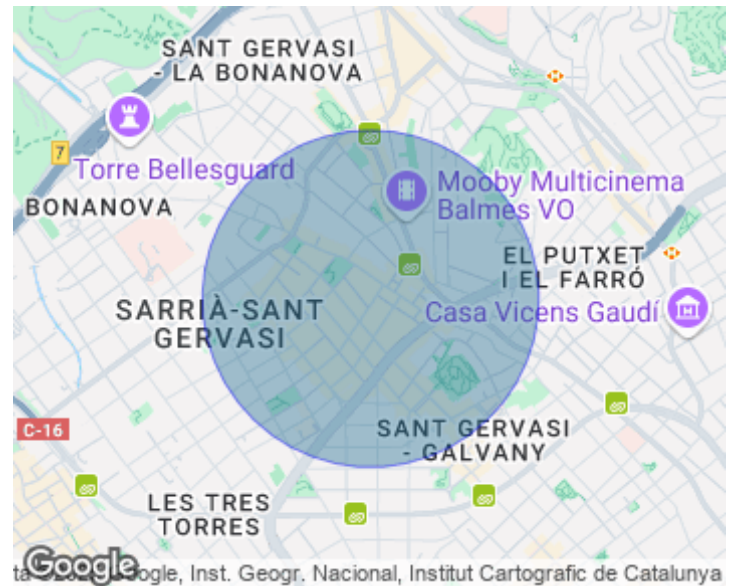 SANT GERVASI
- LA BONANOVA
7
Torre Bellesguard
BONANOVA
Mooby Multicinema
Balmes VO
EL PUTXET
I EL FARRÓ
SARRIÀ-SANT
GERVASI
Casa Vicens Gaudí
C-16
SANT GERVASI
- GALVANY
LES TRES
TORRES
Google
Google, Inst. Geogr. Nacional, Institut Cartografic de Catalunya